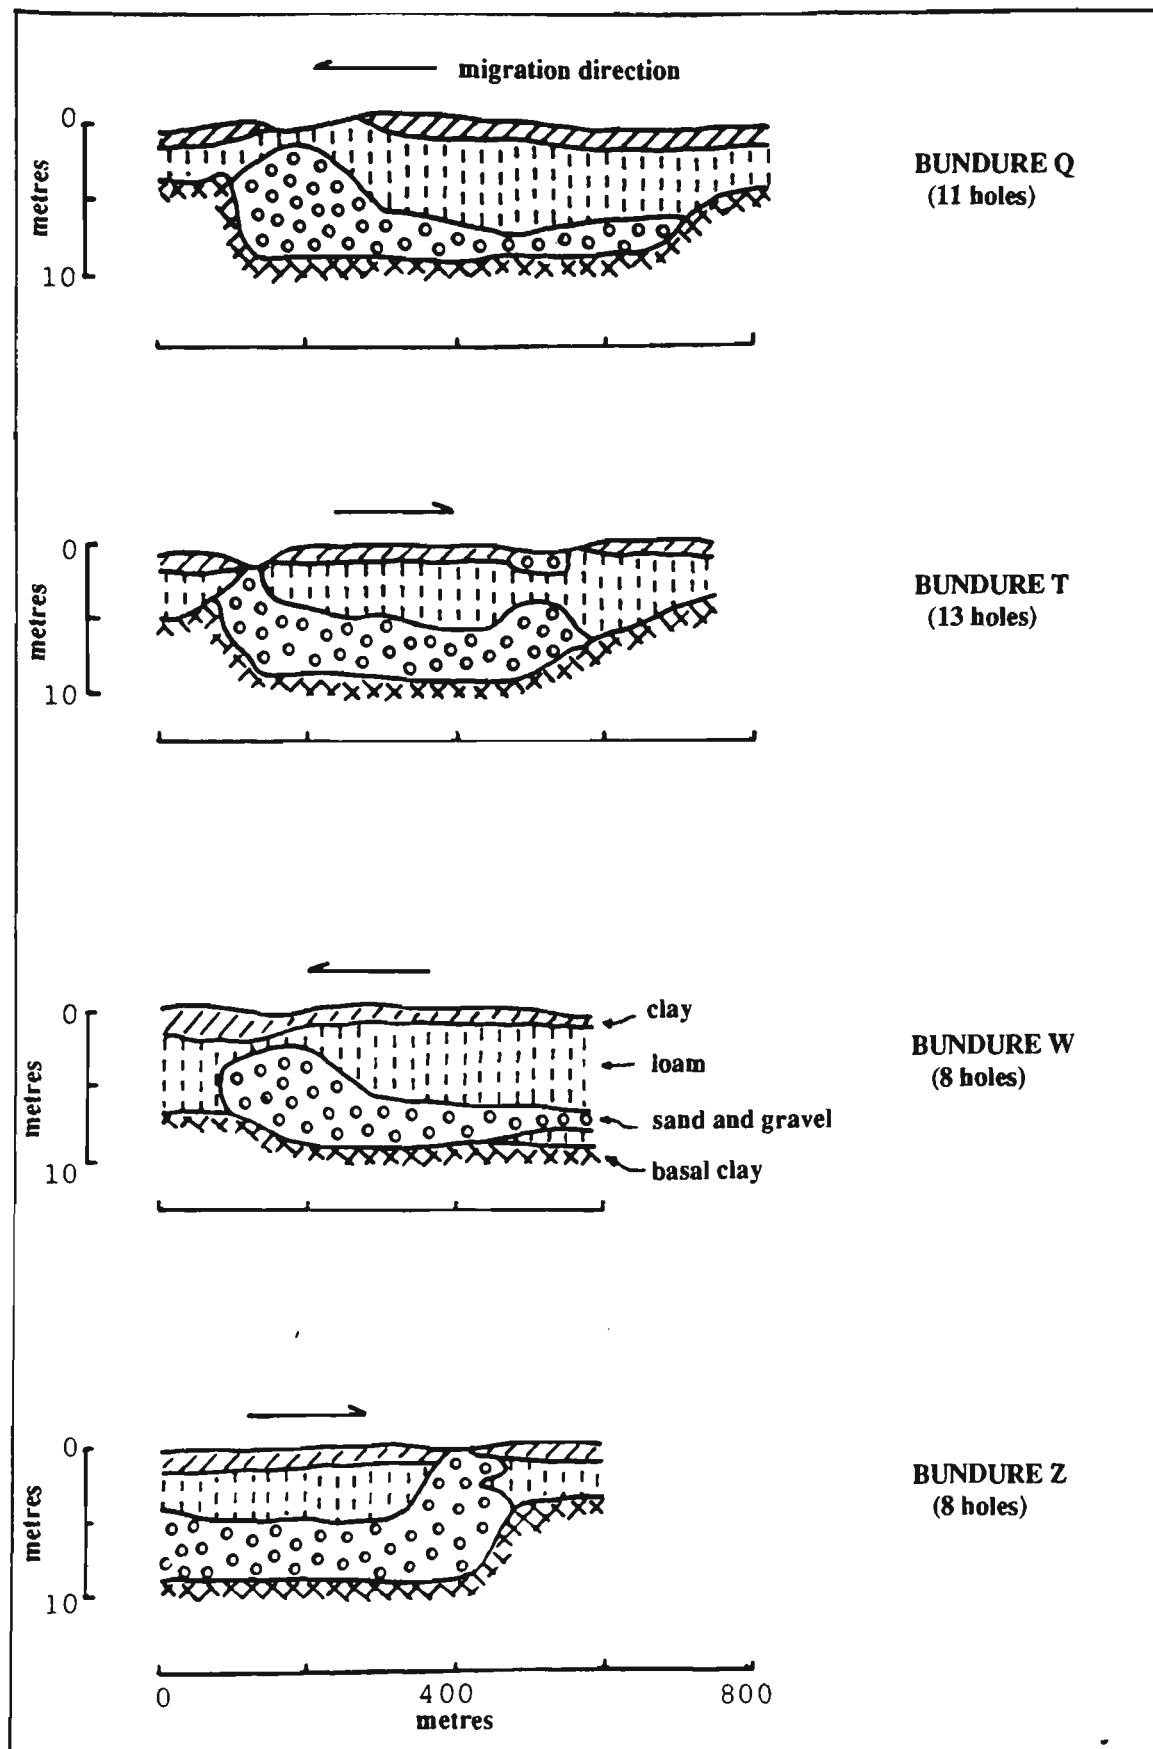 migration direction
0
metres
10
BUNDURE Q
(11 holes)
0
metres
10
BUNDURE T
(13 holes)
0
metres
10
clay
loam
sand and gravel
basal clay
BUNDURE W
(8 holes)
0
metres
10
BUNDURE Z
(8 holes)
0
400
800
metres